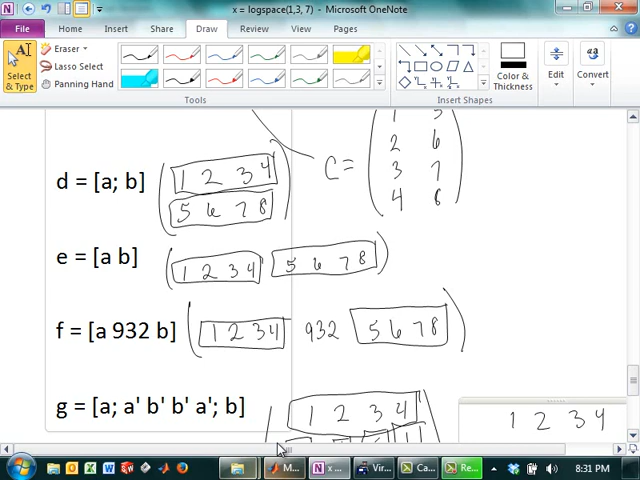 x = logspace(1,3, 7) - OneNote
File Home Insert Share Draw Review View Pages
Select & Type
Eraser
Lasso Select
Panning Hand
Color & Thickness
Edit
Convert
Tools
Insert Shapes
1 5
2 6
C = 3 7
4 8
d = [a; b] 1 2 3 4
5 6 7 8
e = [a b] 1 2 3 4 5 6 7 8
f = [a 932 b] 1 2 3 4 932 5 6 7 8
g = [a; a' b' b' a'; b] 1 2 3 4
1 2 3 4
M...
x ...
Vir...
Ca...
Re...
8:31 PM